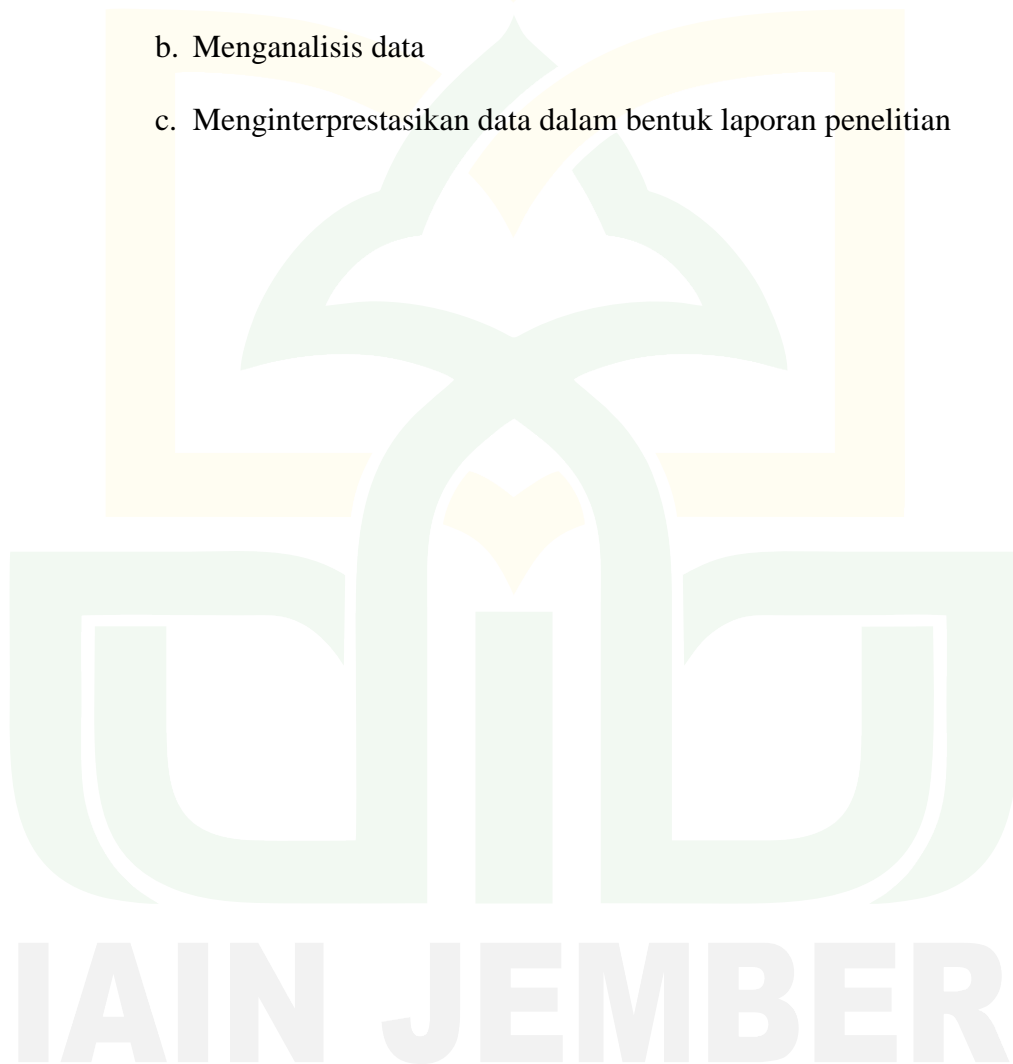 b. Menganalisis data
c. Menginterprestasikan data dalam bentuk laporan penelitian
IAIN JEMBER